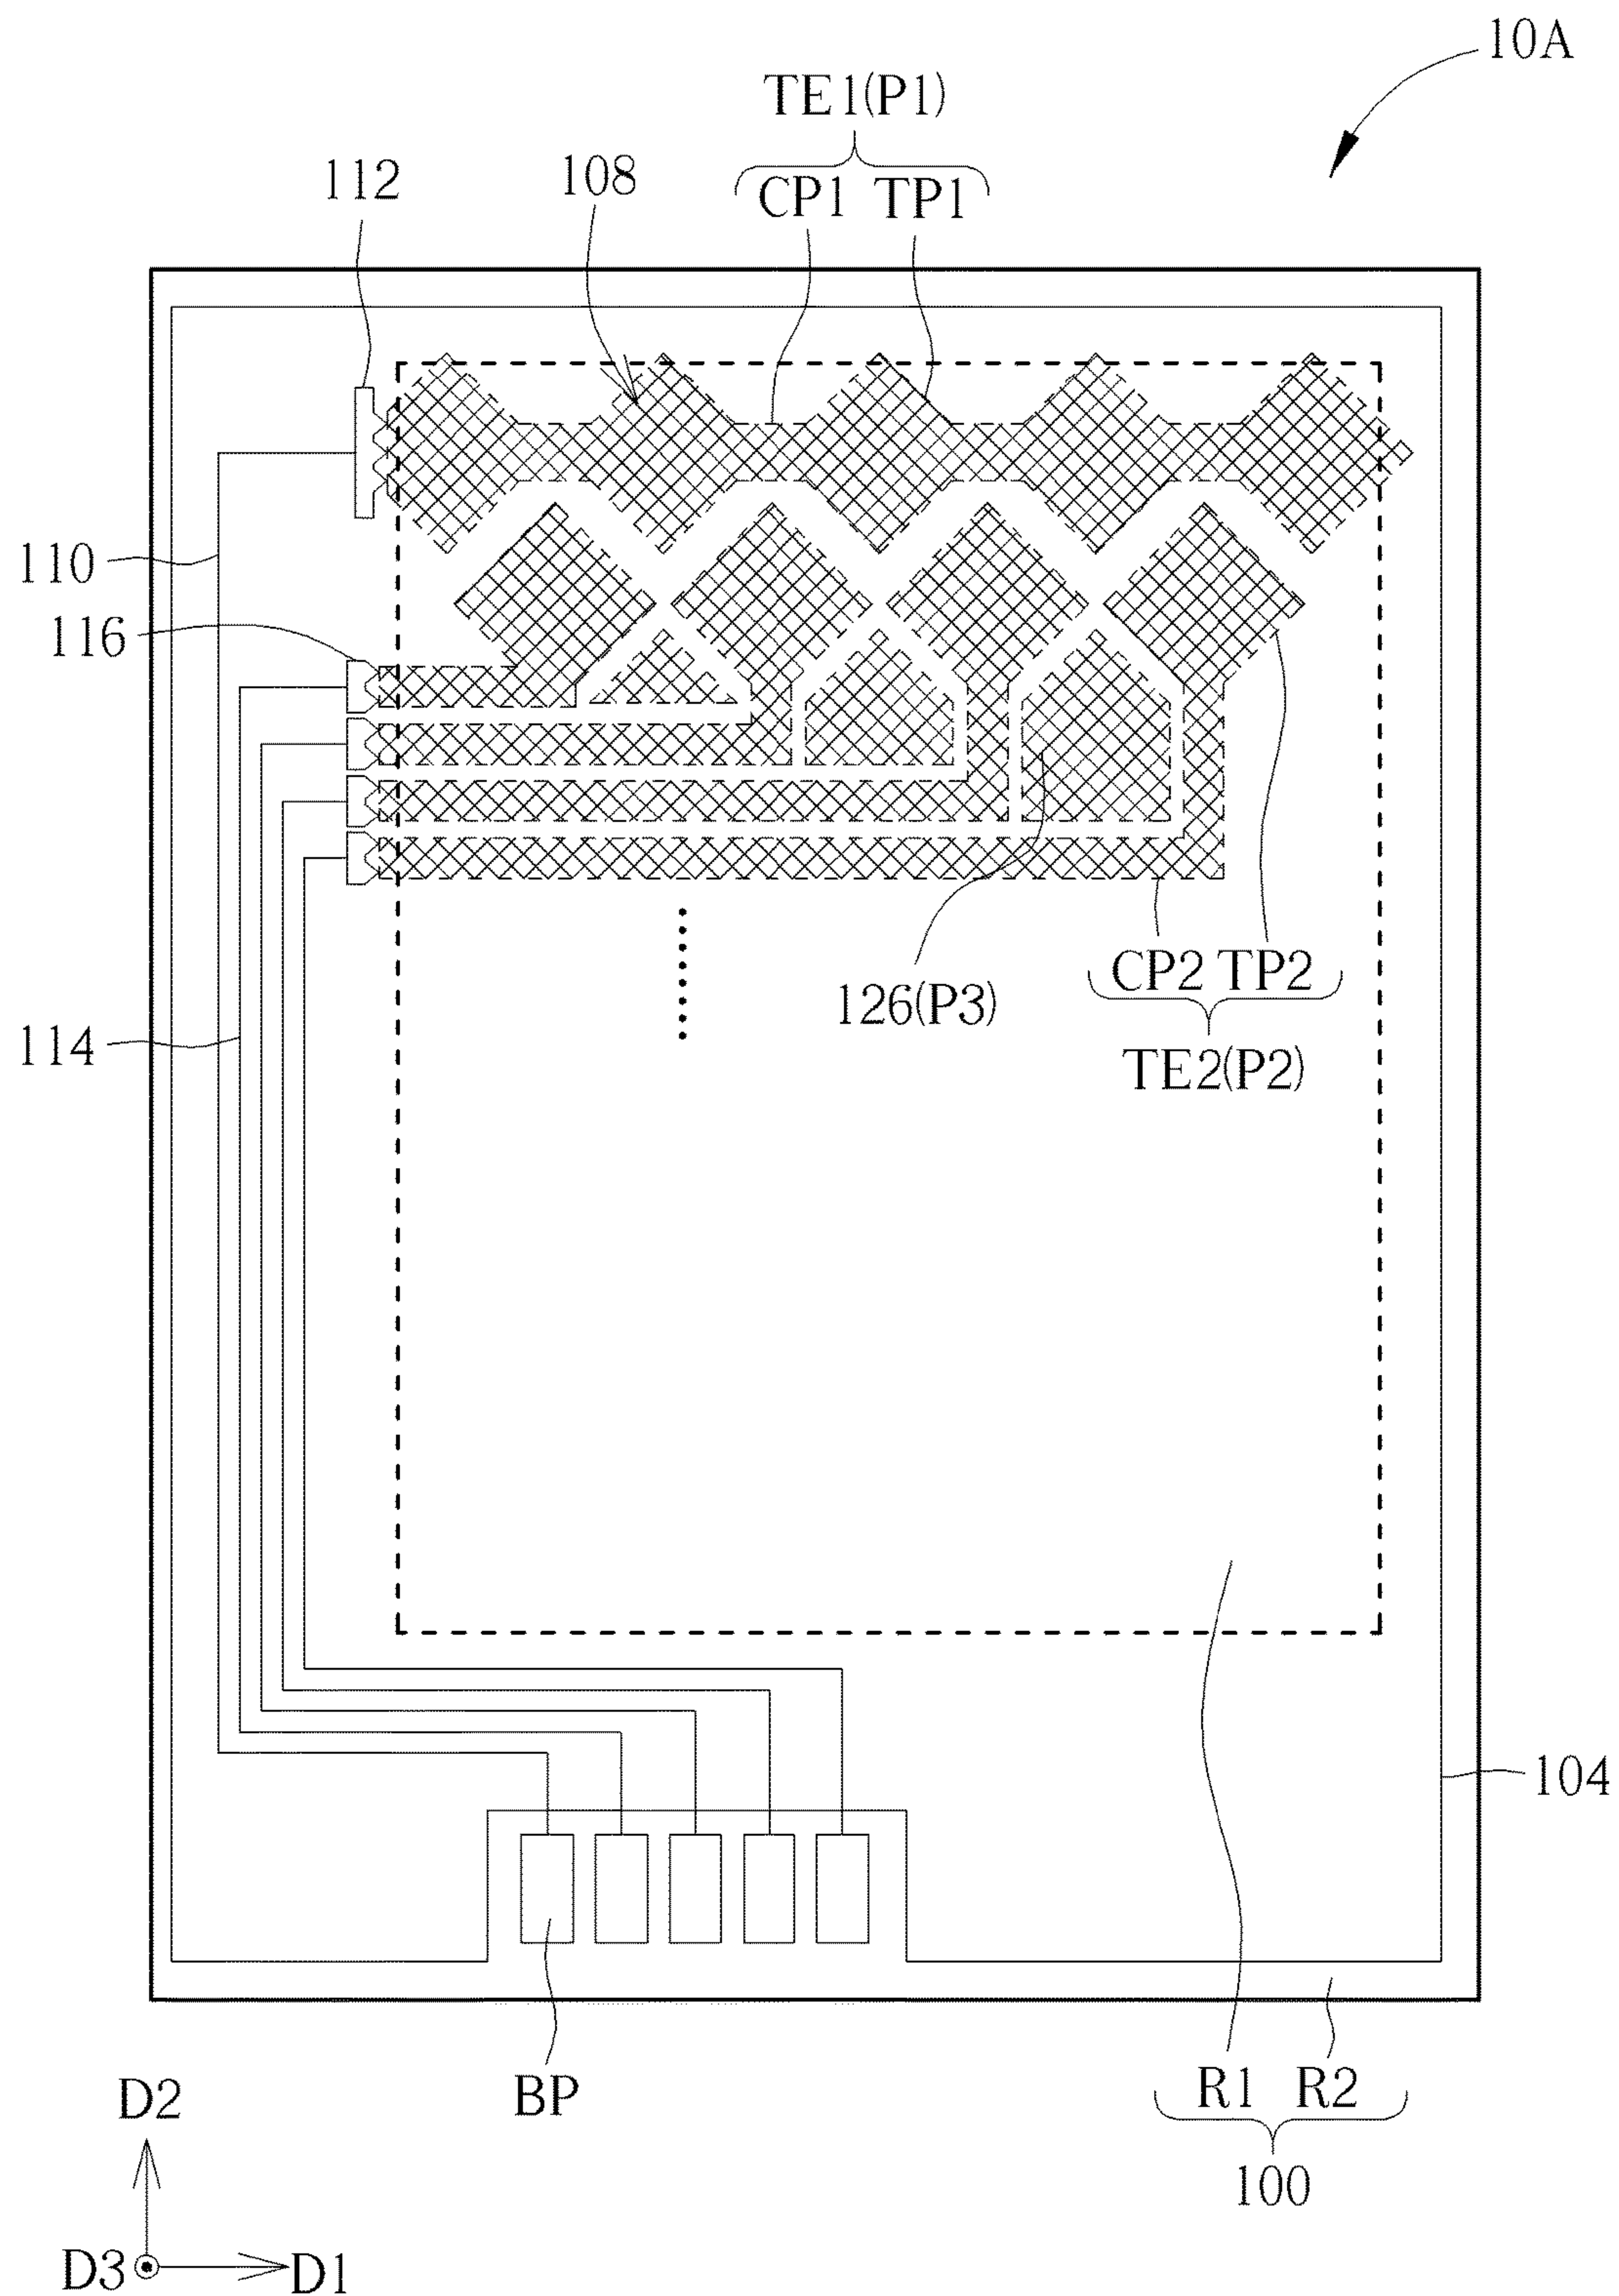 10A
TE1(P1)
112
108
CP1 TP1
110
116
CP2 TP2
126(P3)
114
TE2(P2)
104
BP
R1 R2
D2
100
D3
D1